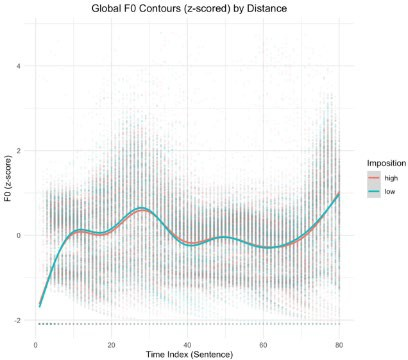 Global F0 Contours (z-scored) by Distance
F0 (z-score)
4
2
0
-2
0
20
40
60
80
Time Index (Sentence)
Imposition
high
low